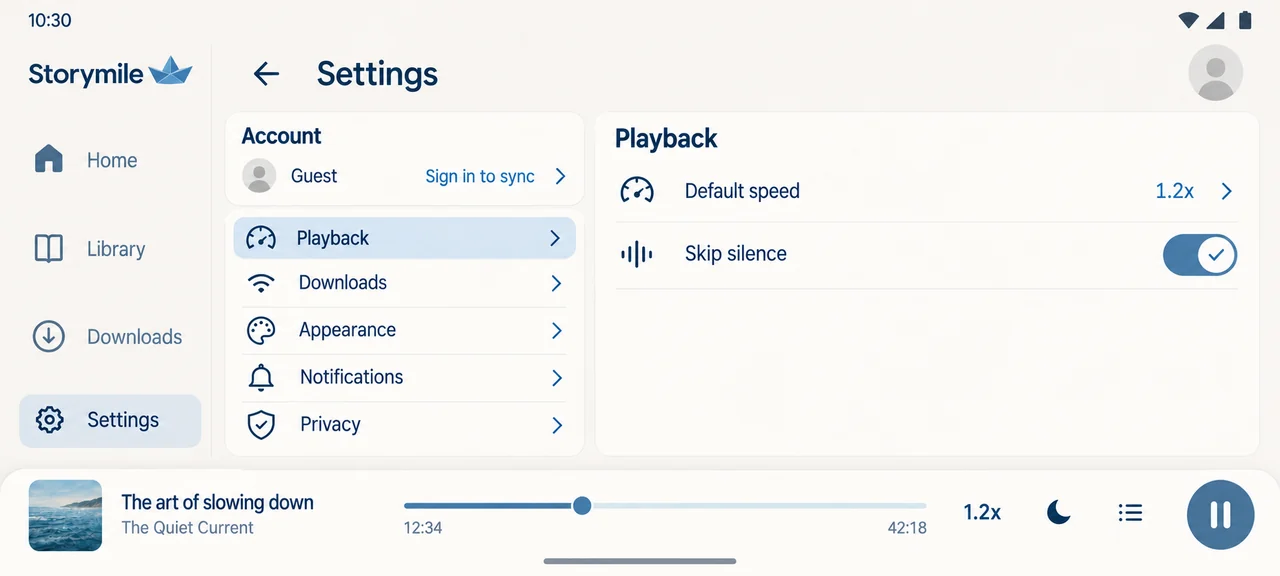 10:30
Storymile
Home
Library
Downloads
Settings
Settings
Account
Guest
Sign in to sync
Playback
Downloads
Appearance
Notifications
Privacy
Playback
Default speed
1.2x
Skip silence
The art of slowing down
The Quiet Current
12:34
42:18
1.2x